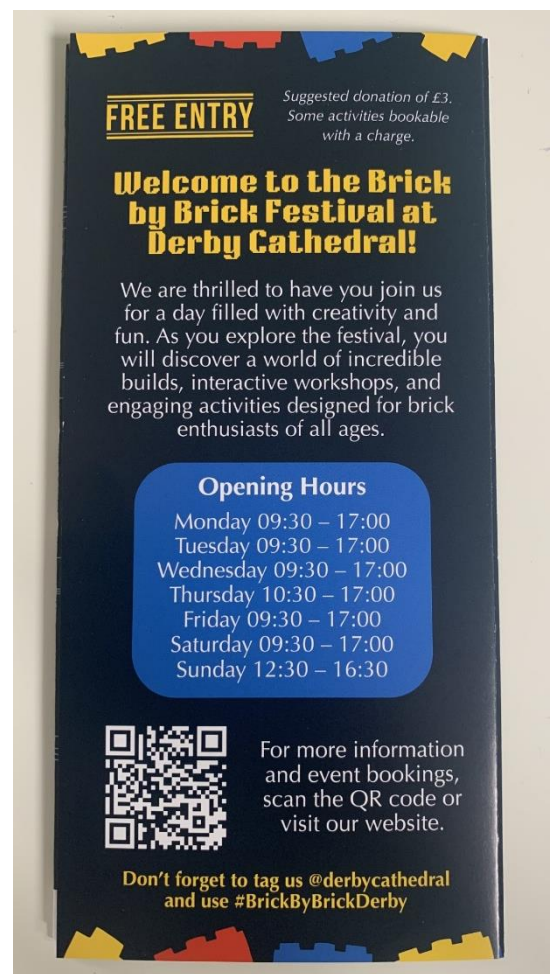 FREE ENTRY
Suggested donation of £3.
Some activities bookable
with a charge.
Welcome to the Brick
by Brick Festival at
Derby Cathedral!
We are thrilled to have you join us
for a day filled with creativity and
fun. As you explore the festival, you
will discover a world of incredible
builds, interactive workshops, and
engaging activities designed for brick
enthusiasts of all ages.
Opening Hours
Monday 09:30 – 17:00
Tuesday 09:30 – 17:00
Wednesday 09:30 – 17:00
Thursday 10:30 – 17:00
Friday 09:30 – 17:00
Saturday 09:30 – 17:00
Sunday 12:30 – 16:30
For more information
and event bookings,
scan the QR code or
visit our website.
Don't forget to tag us @derbycathedral
and use #BrickByBrickDerby